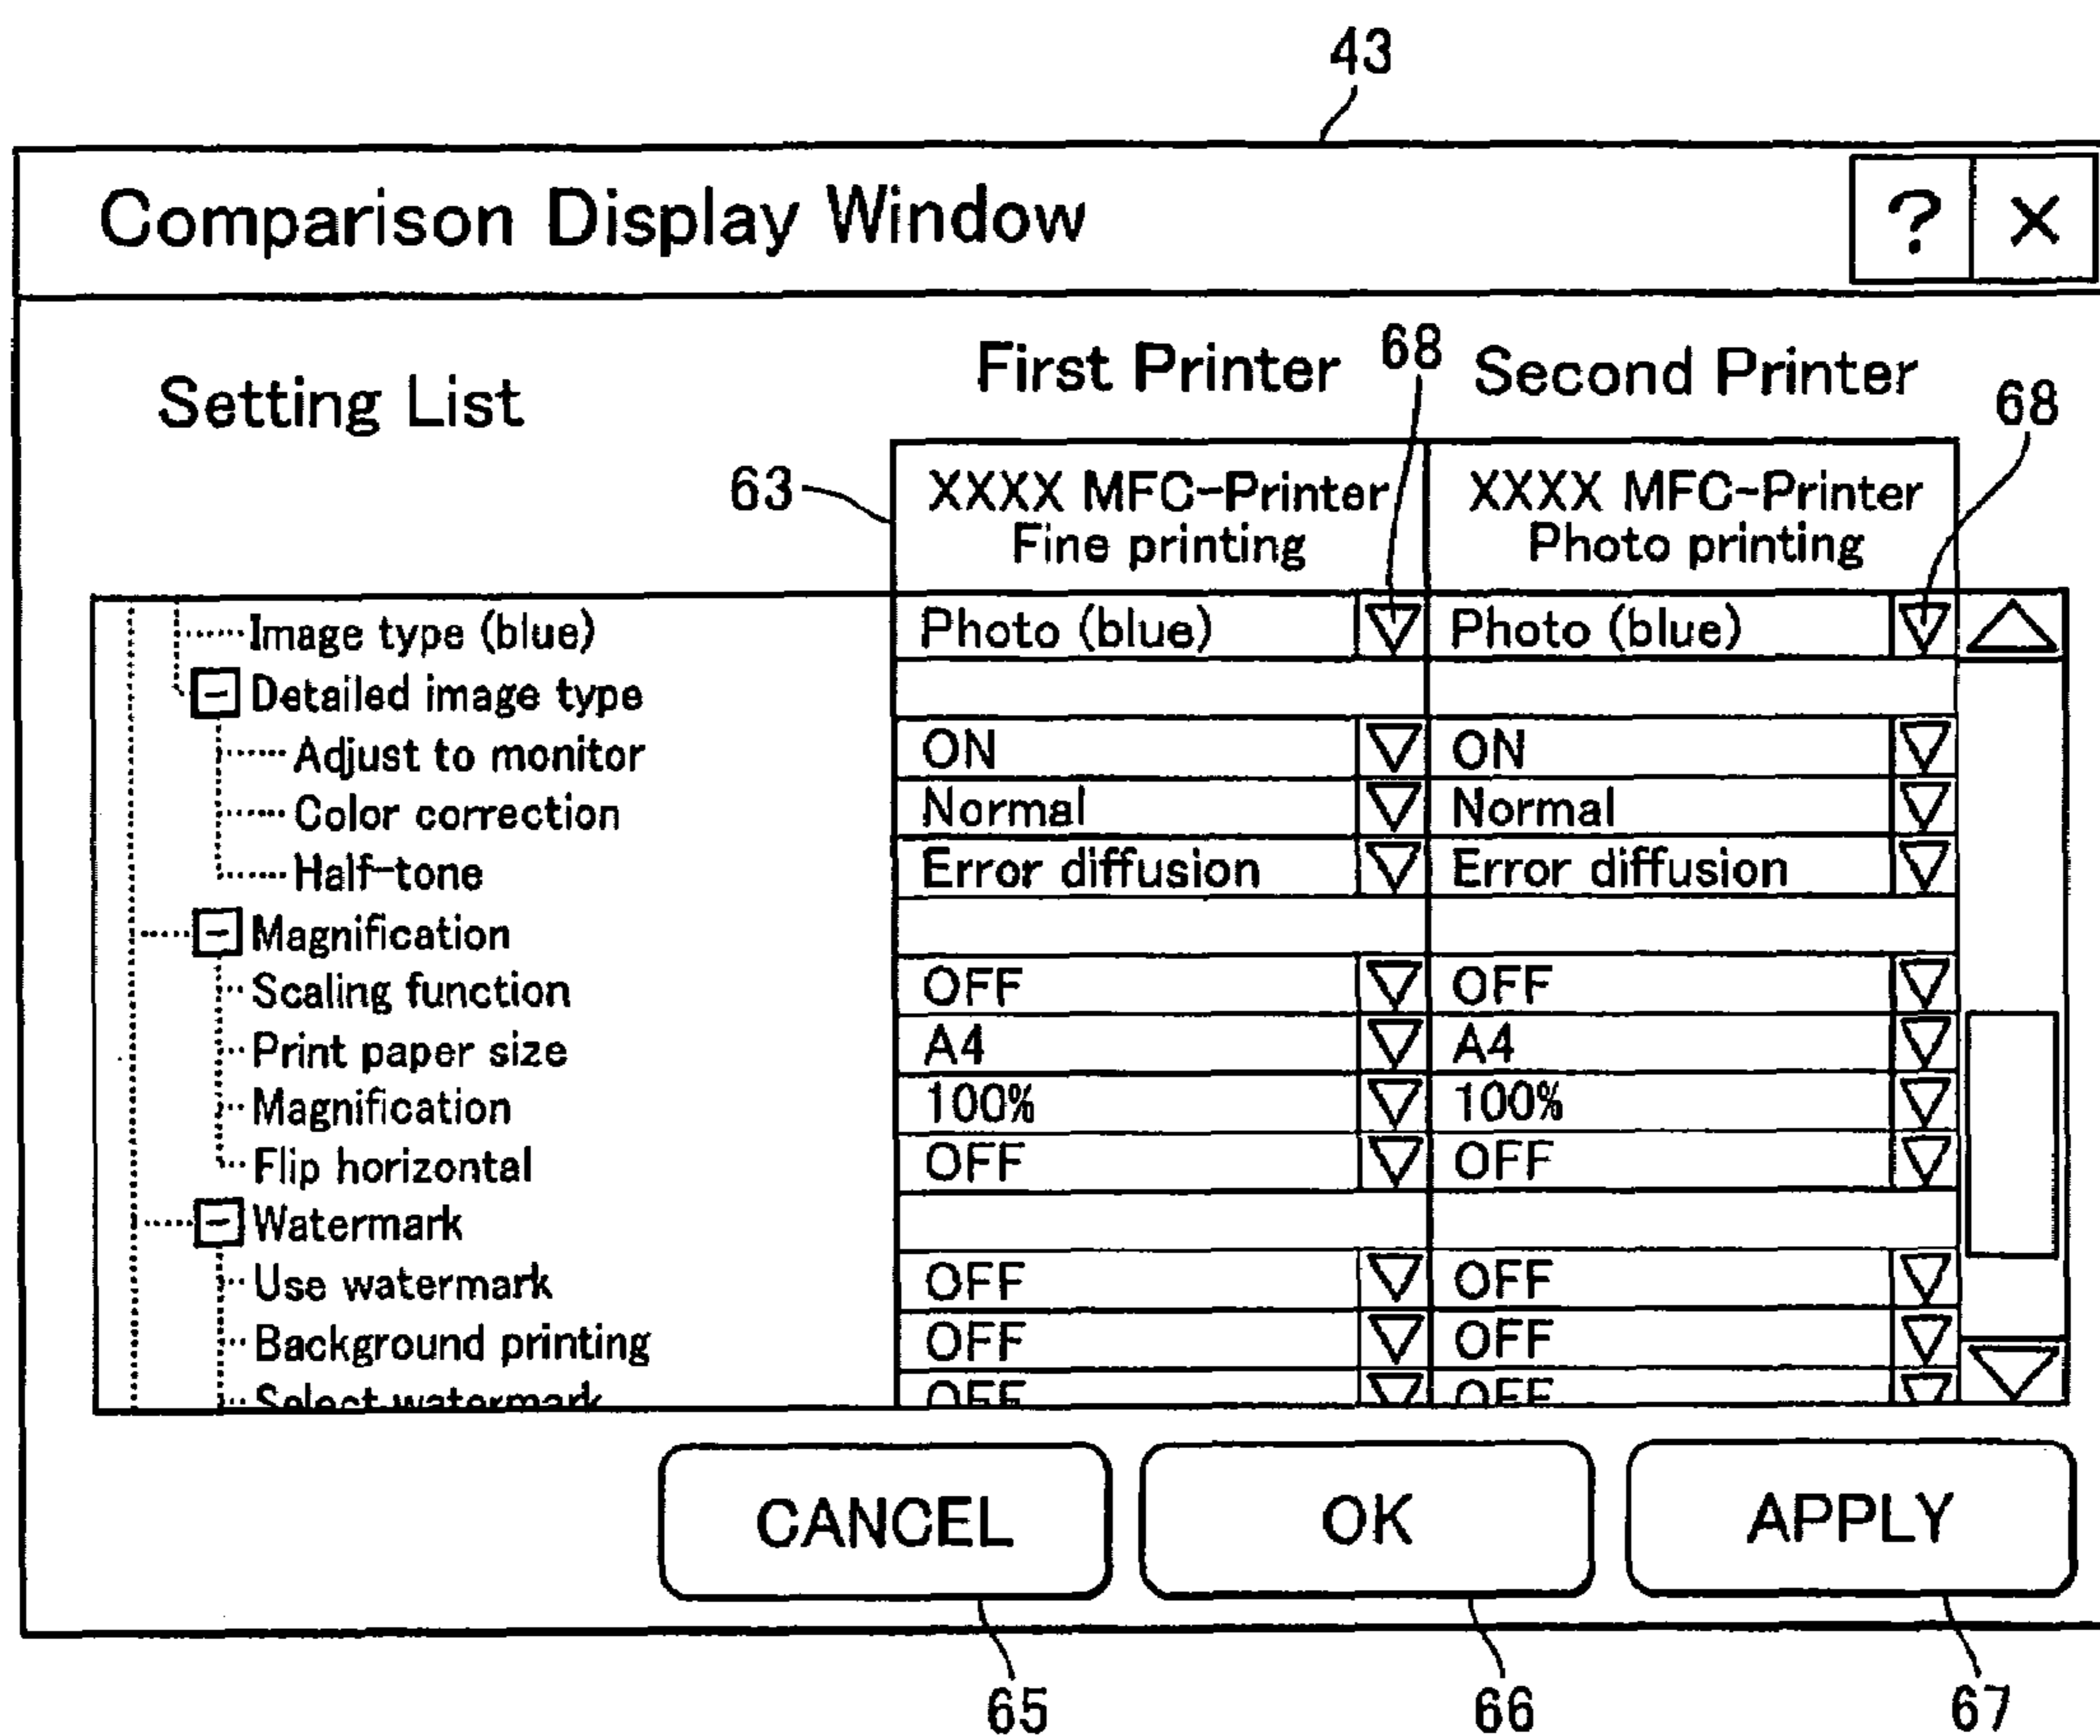 43
Comparison Display Window ? ×
Setting List First Printer 68 Second Printer 68
63 XXXX MFC-Printer XXXX MFC-Printer
Fine printing Photo printing
Image type (blue) Photo (blue) Photo (blue)
Detailed image type
Adjust to monitor ON ON
Color correction Normal Normal
Half-tone Error diffusion Error diffusion
Magnification
Scaling function OFF OFF
Print paper size A4 A4
Magnification 100% 100%
Flip horizontal OFF OFF
Watermark
Use watermark OFF OFF
Background printing OFF OFF
Select watermark OFF OFF
CANCEL OK APPLY
65 66 67